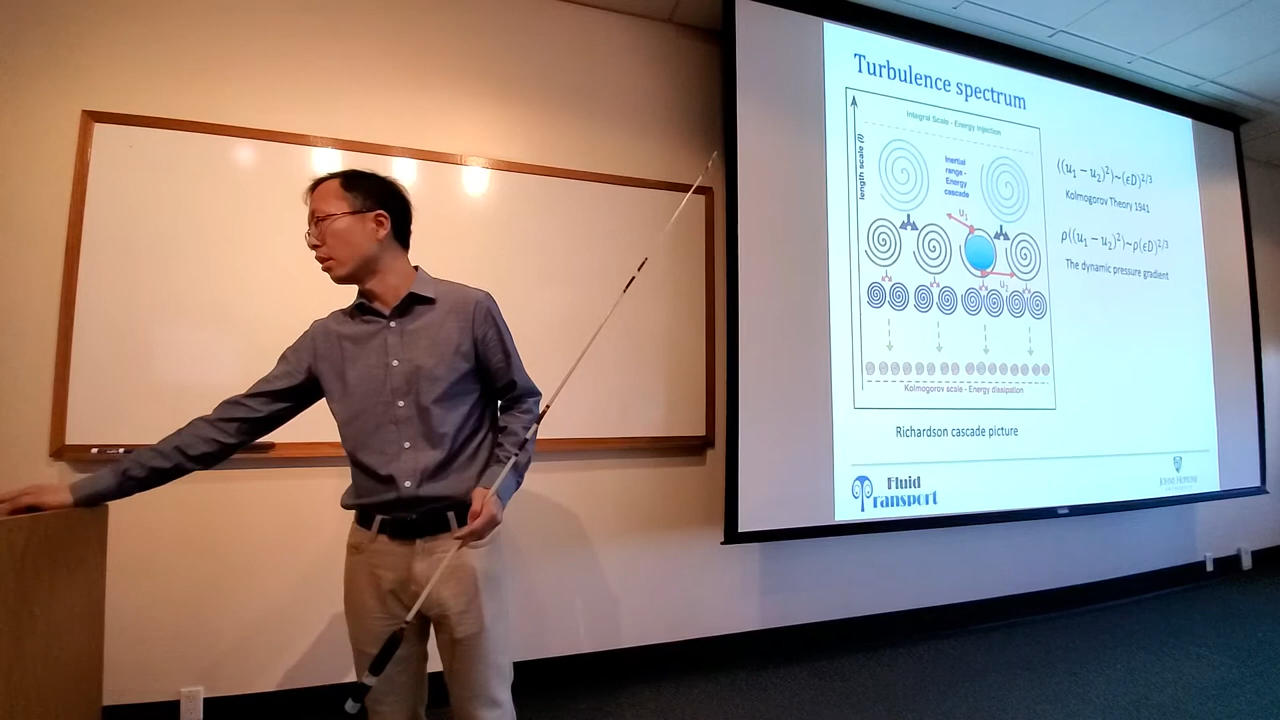 Turbulence spectrum
Integral Scale - Energy Injection
length scale (l)
Inertial
range -
Energy
cascade
u₁
u₂
Kolmogorov scale - Energy dissipation
Richardson cascade picture
⟨(u₁ − u₂)²⟩~(ϵD)^2/3
Kolmogorov Theory 1941
ρ⟨(u₁ − u₂)²⟩~ρ(ϵD)^2/3
The dynamic pressure gradient
Fluid
Transport
JOHNS HOPKINS